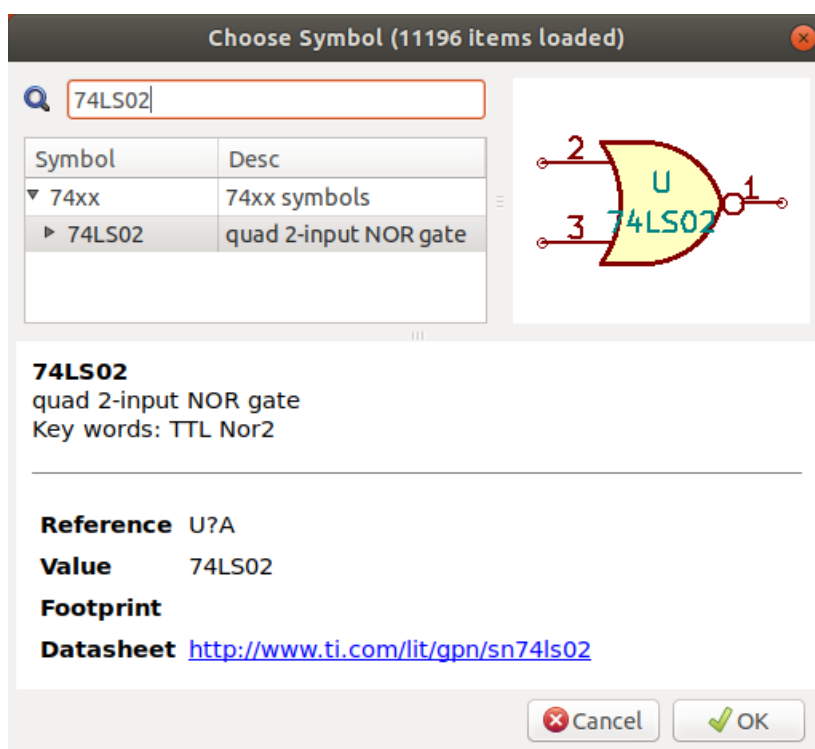 Choose Symbol (11196 items loaded)
74LS02
Symbol Desc
74xx 74xx symbols
74LS02 quad 2-input NOR gate
2
U
1
74LS02
3
74LS02
quad 2-input NOR gate
Key words: TTL Nor2
Reference U?A
Value 74LS02
Footprint
Datasheet http://www.ti.com/lit/gpn/sn74ls02
Cancel OK